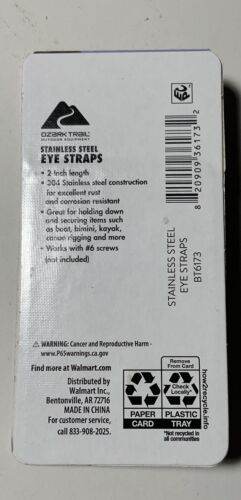 OZARK TRAIL
OUTDOOR EQUIPMENT
STAINLESS STEEL
EYE STRAPS
• 2-Inch length
• 304 Stainless steel construction
for excellent rust
and corrosion resistant
• Great for holding down
and securing items such
as boat, bimini, kayak,
canoe rigging and more
• Works with #6 screws
(not included)
8 20909 36173 2
STAINLESS STEEL
EYE STRAPS
BT6173
⚠ WARNING: Cancer and Reproductive Harm -
www.P65Warnings.ca.gov
Find more at Walmart.com
Distributed by
Walmart Inc.,
Bentonville, AR 72716
MADE IN CHINA
For customer service,
call 833-908-2025.
Remove
From Card
Check
Locally*
PAPER
CARD
PLASTIC
TRAY
*Not recycled in
all communities
how2recycle.info